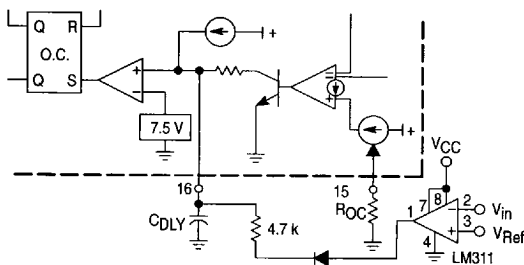 Q R
O.C.
Q S
+
−
7.5 V
+
−
+
+
16
15
C_DLY
4.7 k
R_OC
V_CC
7 8
1
2
V_in
−
+
3
V_Ref
4
LM311